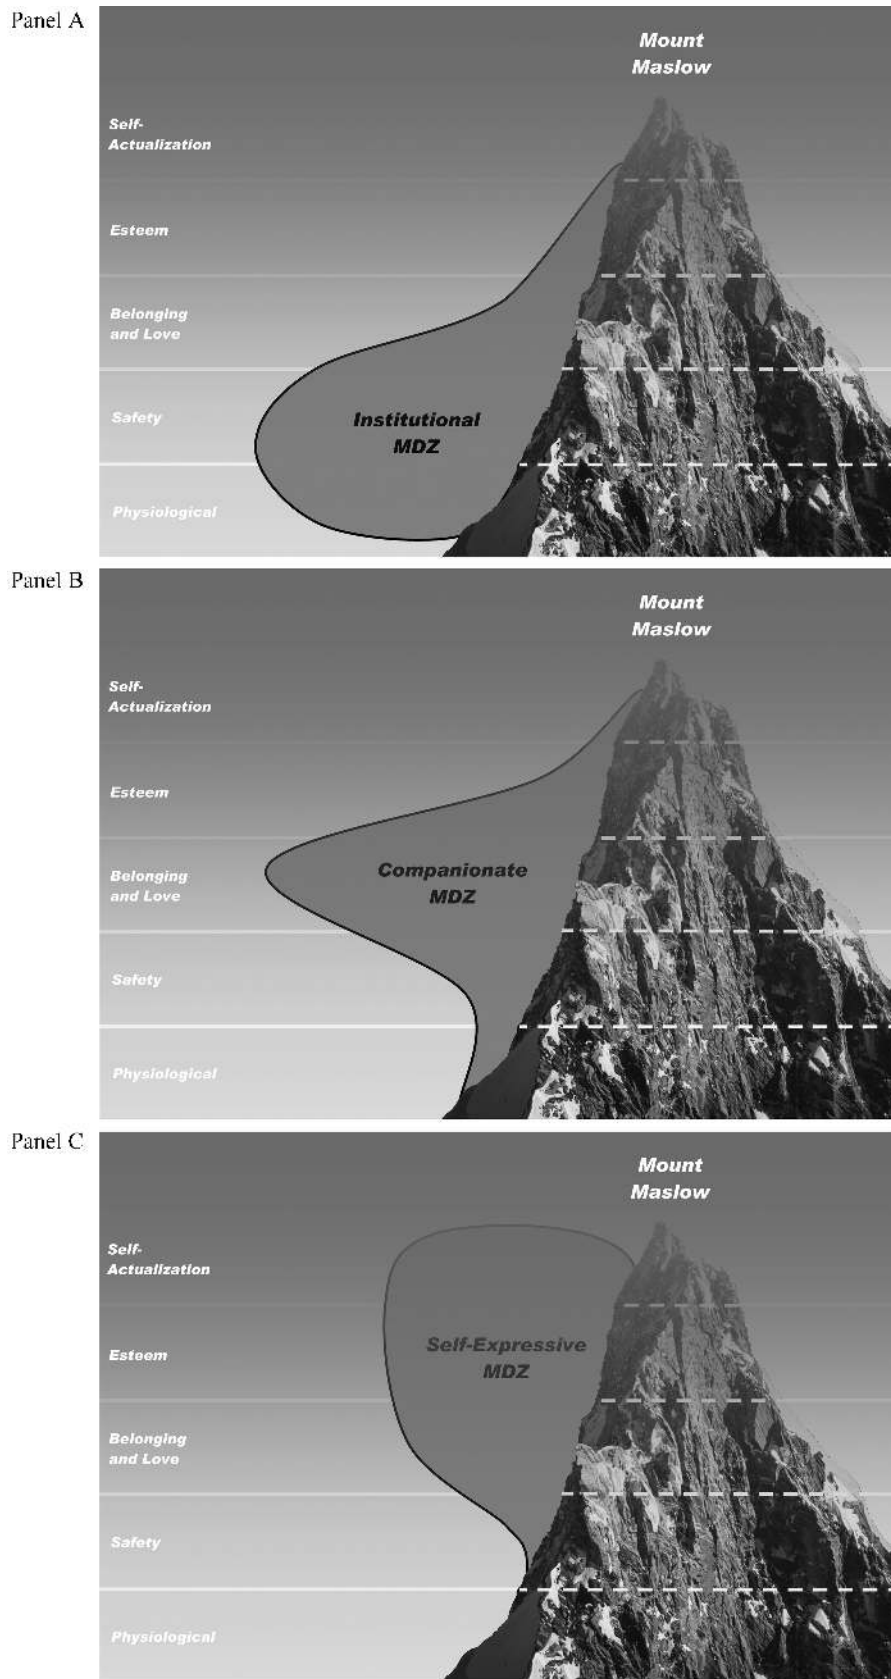 Panel A
Mount
Maslow
Self-
Actualization
Esteem
Belonging
and Love
Safety
Physiological
Institutional
MDZ
Panel B
Mount
Maslow
Self-
Actualization
Esteem
Belonging
and Love
Safety
Physiological
Companionate
MDZ
Panel C
Mount
Maslow
Self-
Actualization
Esteem
Belonging
and Love
Safety
Physiological
Self-Expressive
MDZ